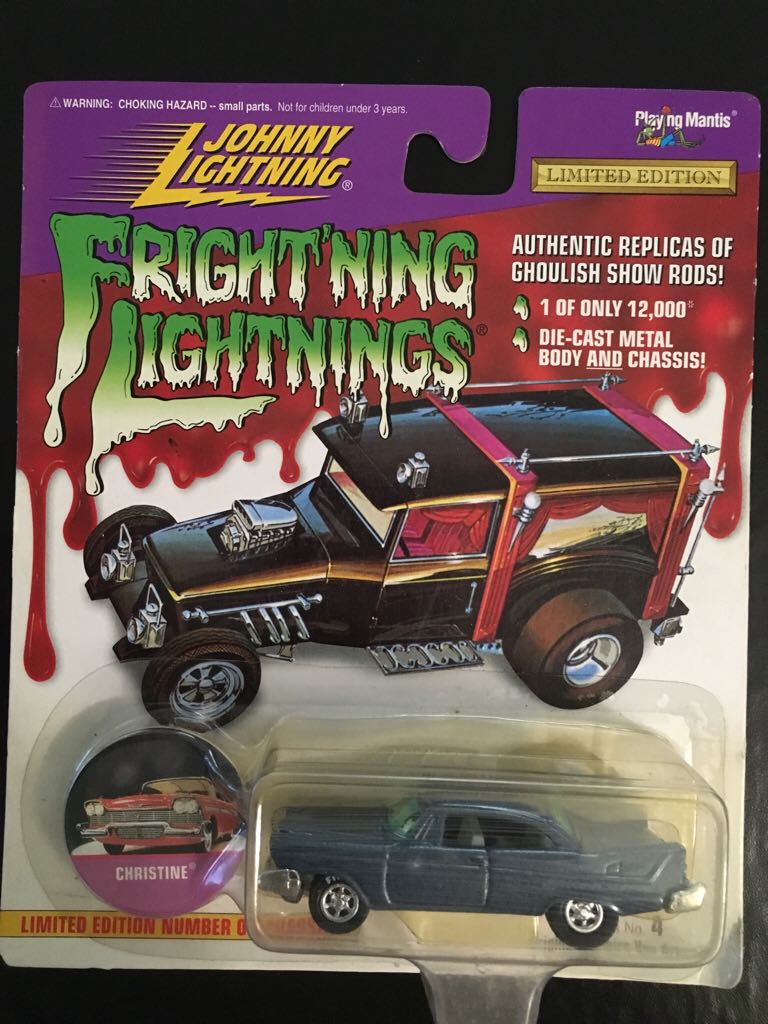 ⚠WARNING: CHOKING HAZARD -- small parts. Not for children under 3 years.
JOHNNY
LIGHTNING®
Playing Mantis®
LIMITED EDITION
FRIGHT'NING
LIGHTNINGS®
AUTHENTIC REPLICAS OF
GHOULISH SHOW RODS!
1 OF ONLY 12,000*
DIE-CAST METAL
BODY AND CHASSIS!
CHRISTINE®
LIMITED EDITION NUMBER
No. 4